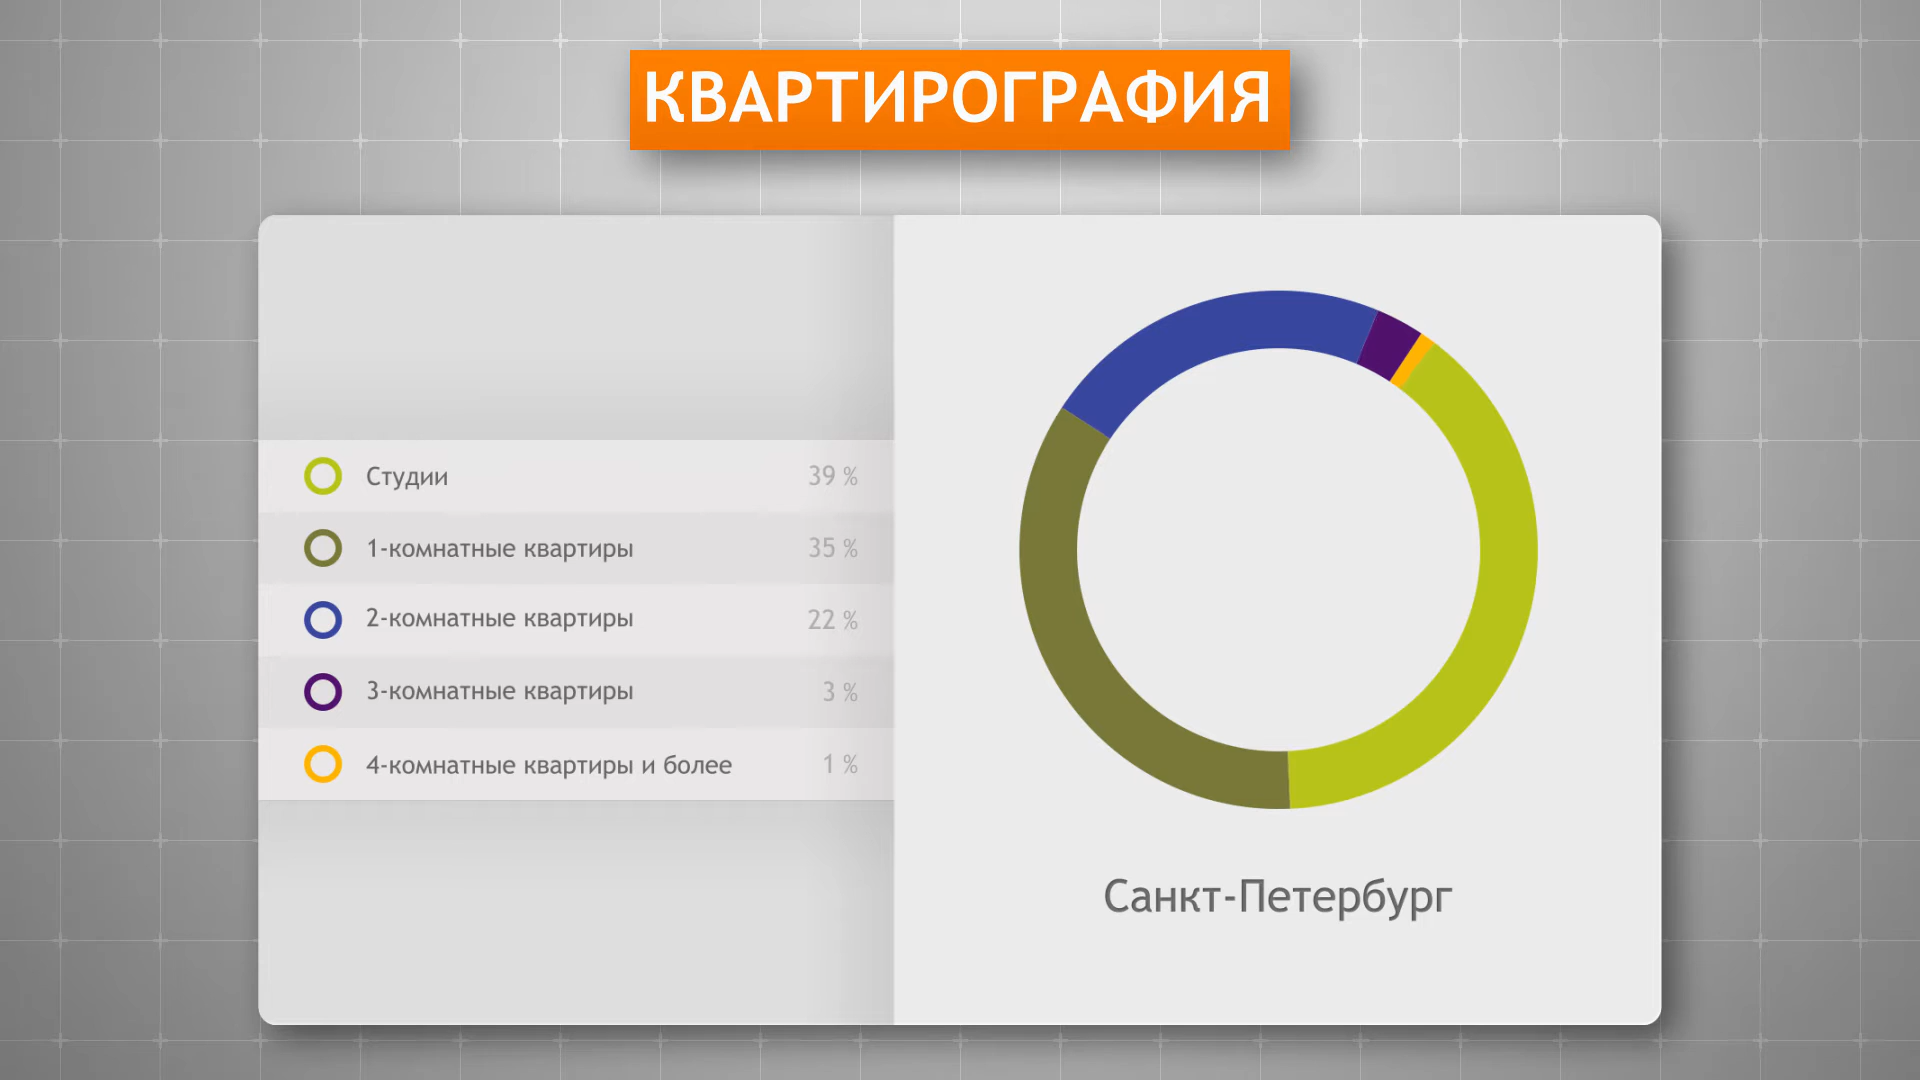 КВАРТИРОГРАФИЯ
Студии 39 %
1-комнатные квартиры 35 %
2-комнатные квартиры 22 %
3-комнатные квартиры 3 %
4-комнатные квартиры и более 1 %
Санкт-Петербург